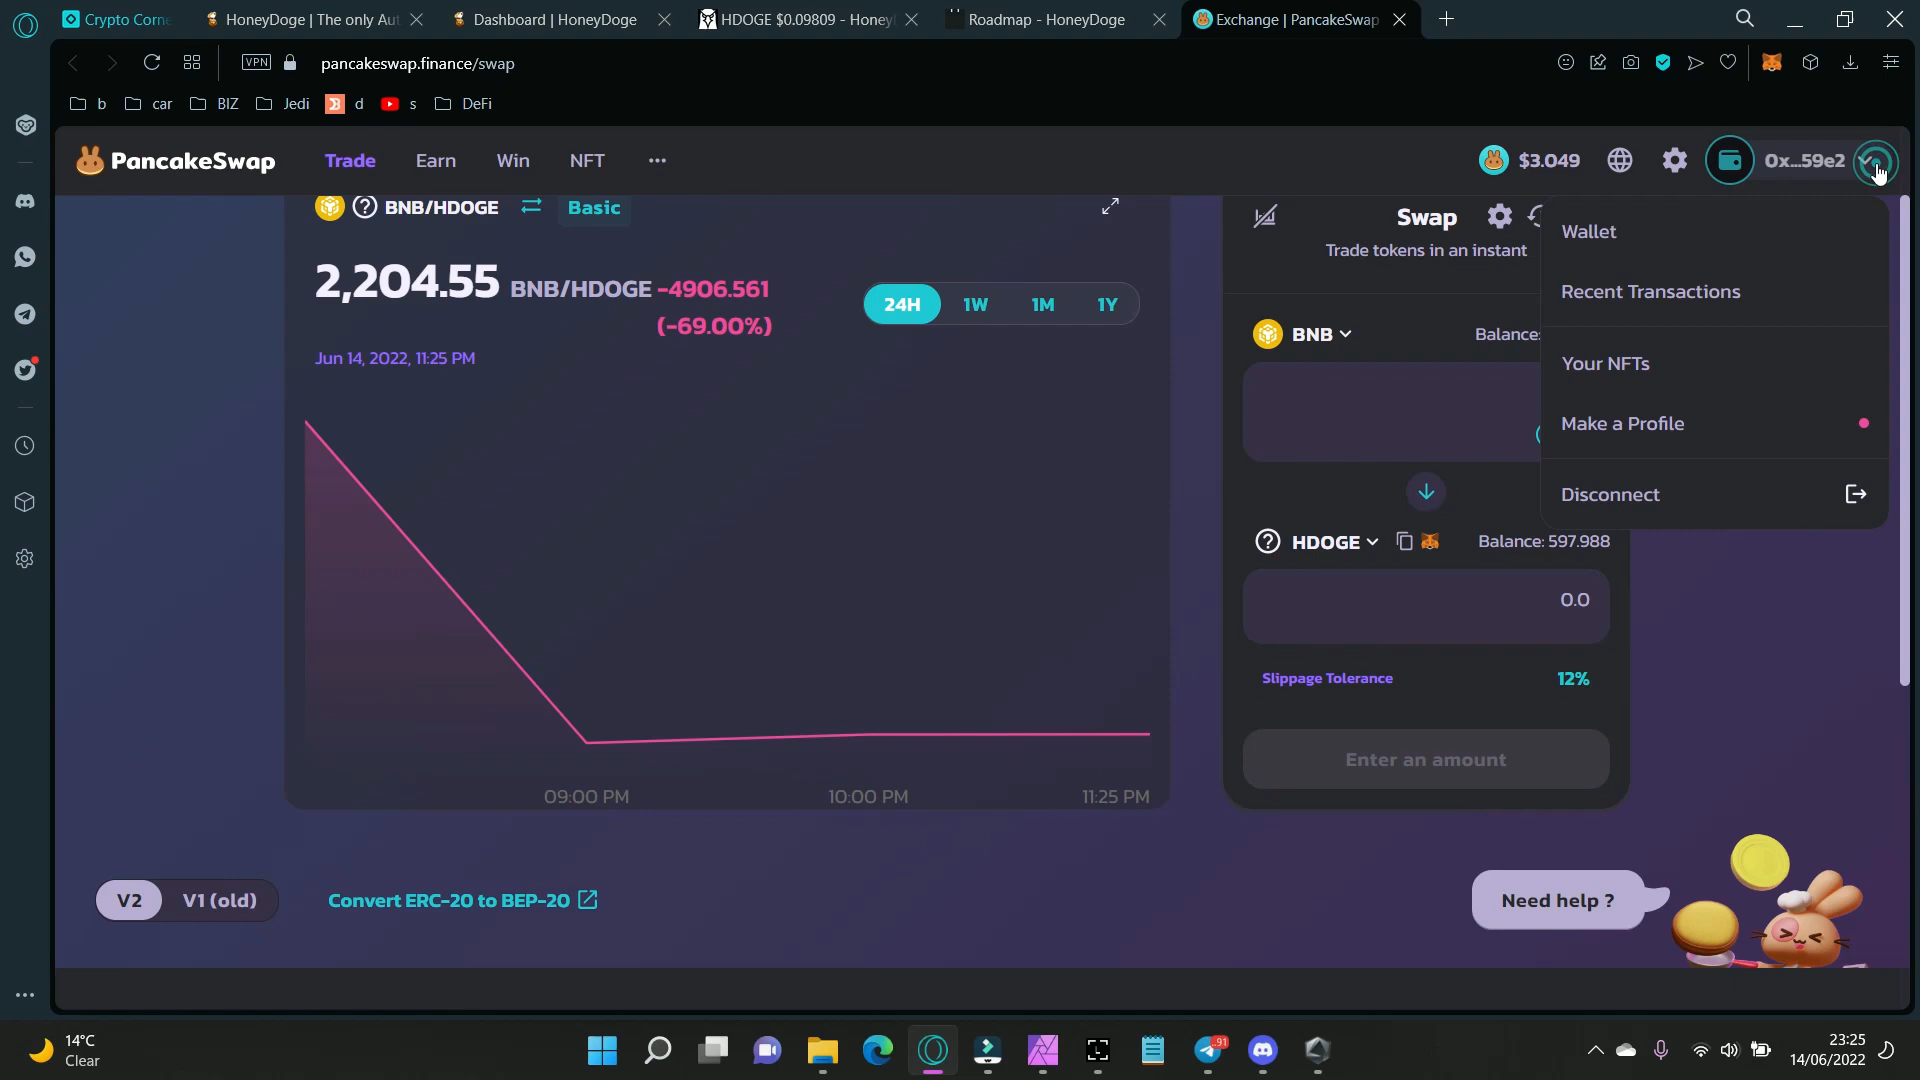 Crypto Corne
HoneyDoge | The only Aut
Dashboard | HoneyDoge
HDOGE $0.09809 - Honey
Roadmap - HoneyDoge
Exchange | PancakeSwap
VPN
pancakeswap.finance/swap
b
car
BIZ
Jedi
d
s
DeFi
PancakeSwap
Trade
Earn
Win
NFT
$3.049
0x...59e2
BNB/HDOGE
Basic
2,204.55 BNB/HDOGE -4906.561
(-69.00%)
Jun 14, 2022, 11:25 PM
24H
1W
1M
1Y
09:00 PM
10:00 PM
11:25 PM
Swap
Trade tokens in an instant
BNB
Balance:
HDOGE
Balance: 597.988
0.0
Slippage Tolerance
12%
Enter an amount
Wallet
Recent Transactions
Your NFTs
Make a Profile
Disconnect
V2
V1 (old)
Convert ERC-20 to BEP-20
Need help ?
14°C
Clear
91
23:25
14/06/2022